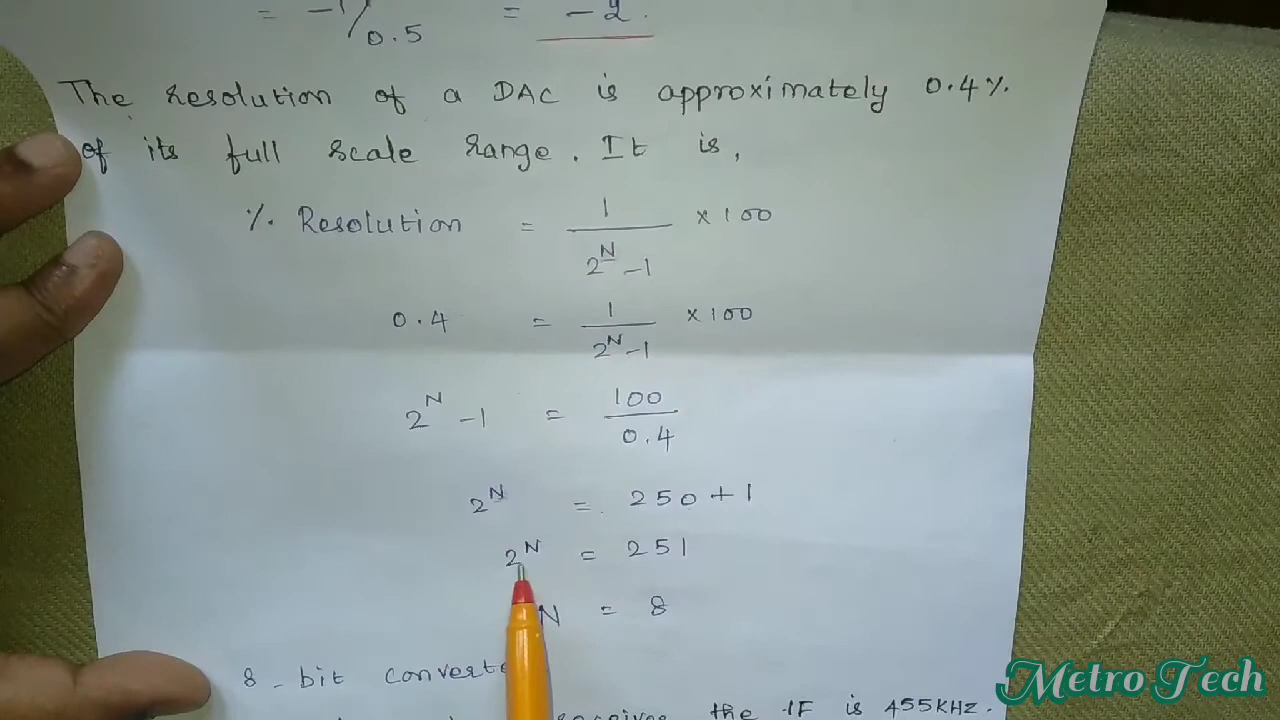 = -1/0.5 = -2.
The resolution of a DAC is approximately 0.4%.
of its full scale range. It is,
%. Resolution = 1/(2^N -1) × 100
0.4 = 1/(2^N -1) × 100
2^N -1 = 100/0.4
2^N = 250+1
2^N = 251
N = 8
8-bit converte
the IF is 455KHZ.
Metro Tech